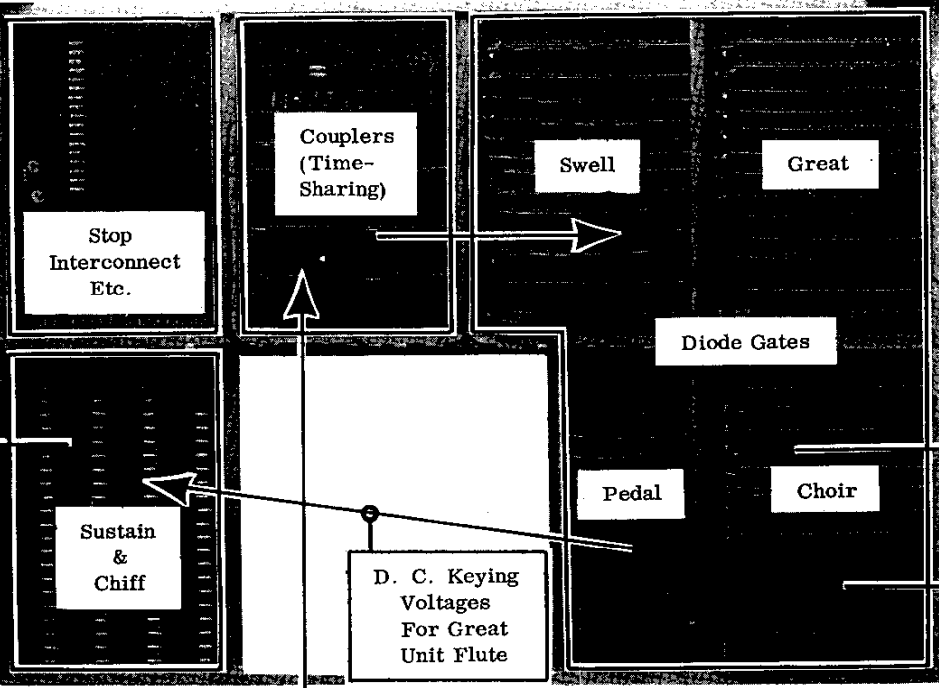 Stop
Interconnect
Etc.
Couplers
(Time-
Sharing)
Swell
Great
Diode Gates
Sustain
&
Chiff
D. C. Keying
Voltages
For Great
Unit Flute
Pedal
Choir